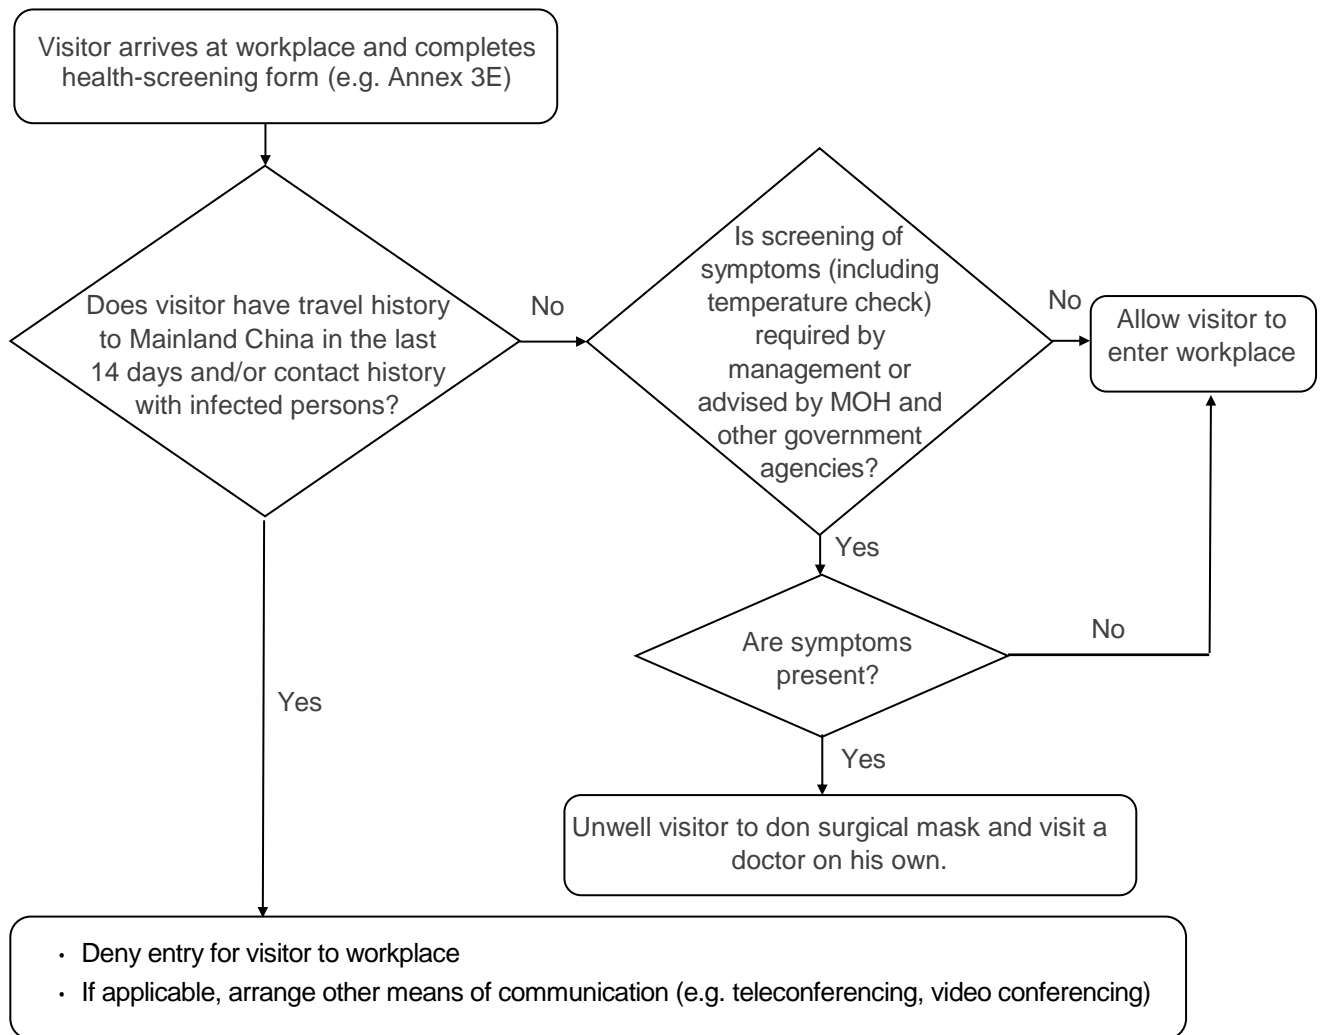 Visitor arrives at workplace and completes
health-screening form (e.g. Annex 3E)
Does visitor have travel history
to Mainland China in the last
14 days and/or contact history
with infected persons?
No
Is screening of
symptoms (including
temperature check)
required by
management or
advised by MOH and
other government
agencies?
No
Allow visitor to
enter workplace
Yes
Are symptoms
present?
No
Yes
Yes
Unwell visitor to don surgical mask and visit a
doctor on his own.
• Deny entry for visitor to workplace
• If applicable, arrange other means of communication (e.g. teleconferencing, video conferencing)